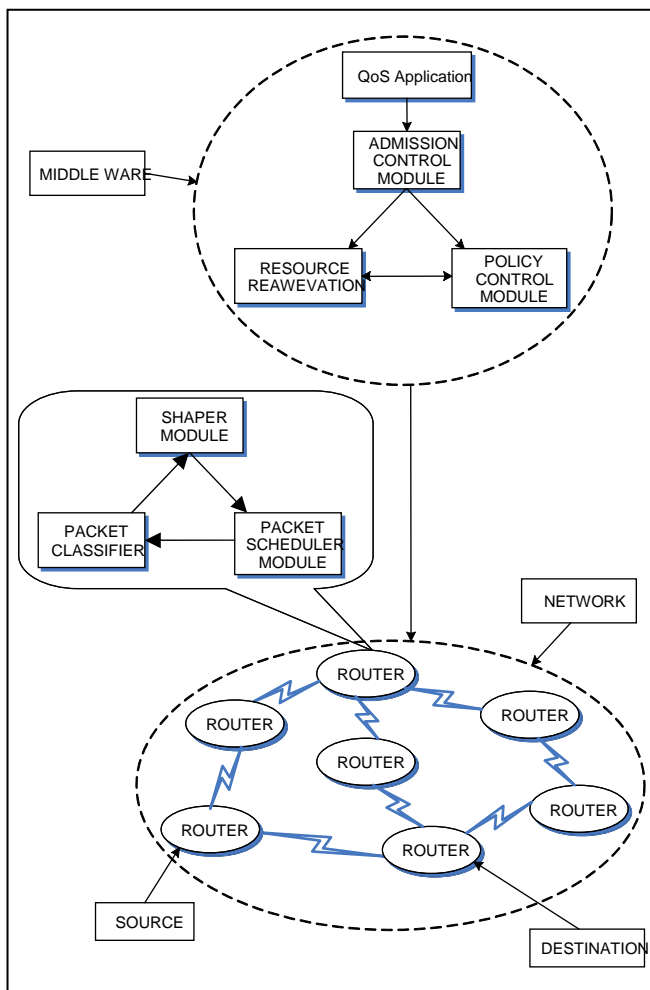 QoS Application
ADMISSION
CONTROL
MODULE
MIDDLE WARE
RESOURCE
REAWEVATION
POLICY
CONTROL
MODULE
SHAPER
MODULE
PACKET
CLASSIFIER
PACKET
SCHEDULER
MODULE
NETWORK
ROUTER
ROUTER
ROUTER
ROUTER
ROUTER
ROUTER
ROUTER
SOURCE
DESTINATION